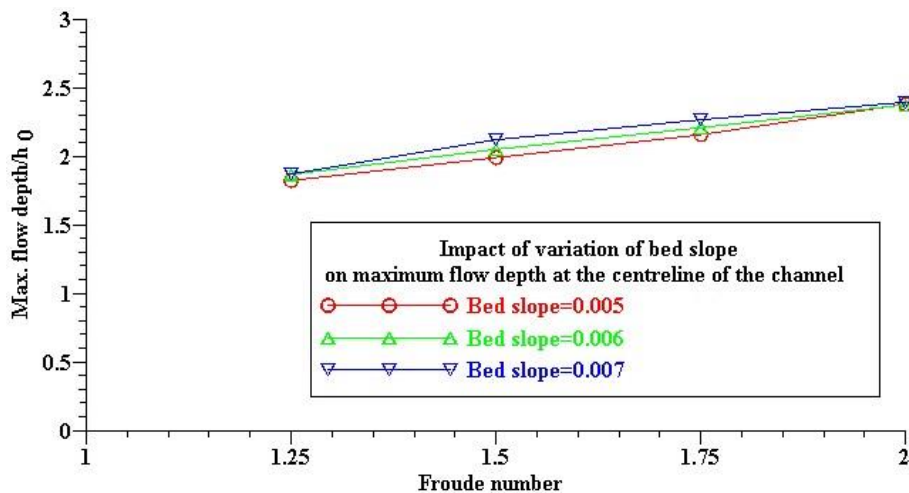 3
2.5
2
1.5
1
0.5
0
Max. flow depth/h 0
Impact of variation of bed slope
on maximum flow depth at the centreline of the channel
Bed slope=0.005
Bed slope=0.006
Bed slope=0.007
1 1.25 1.5 1.75 2
Froude number